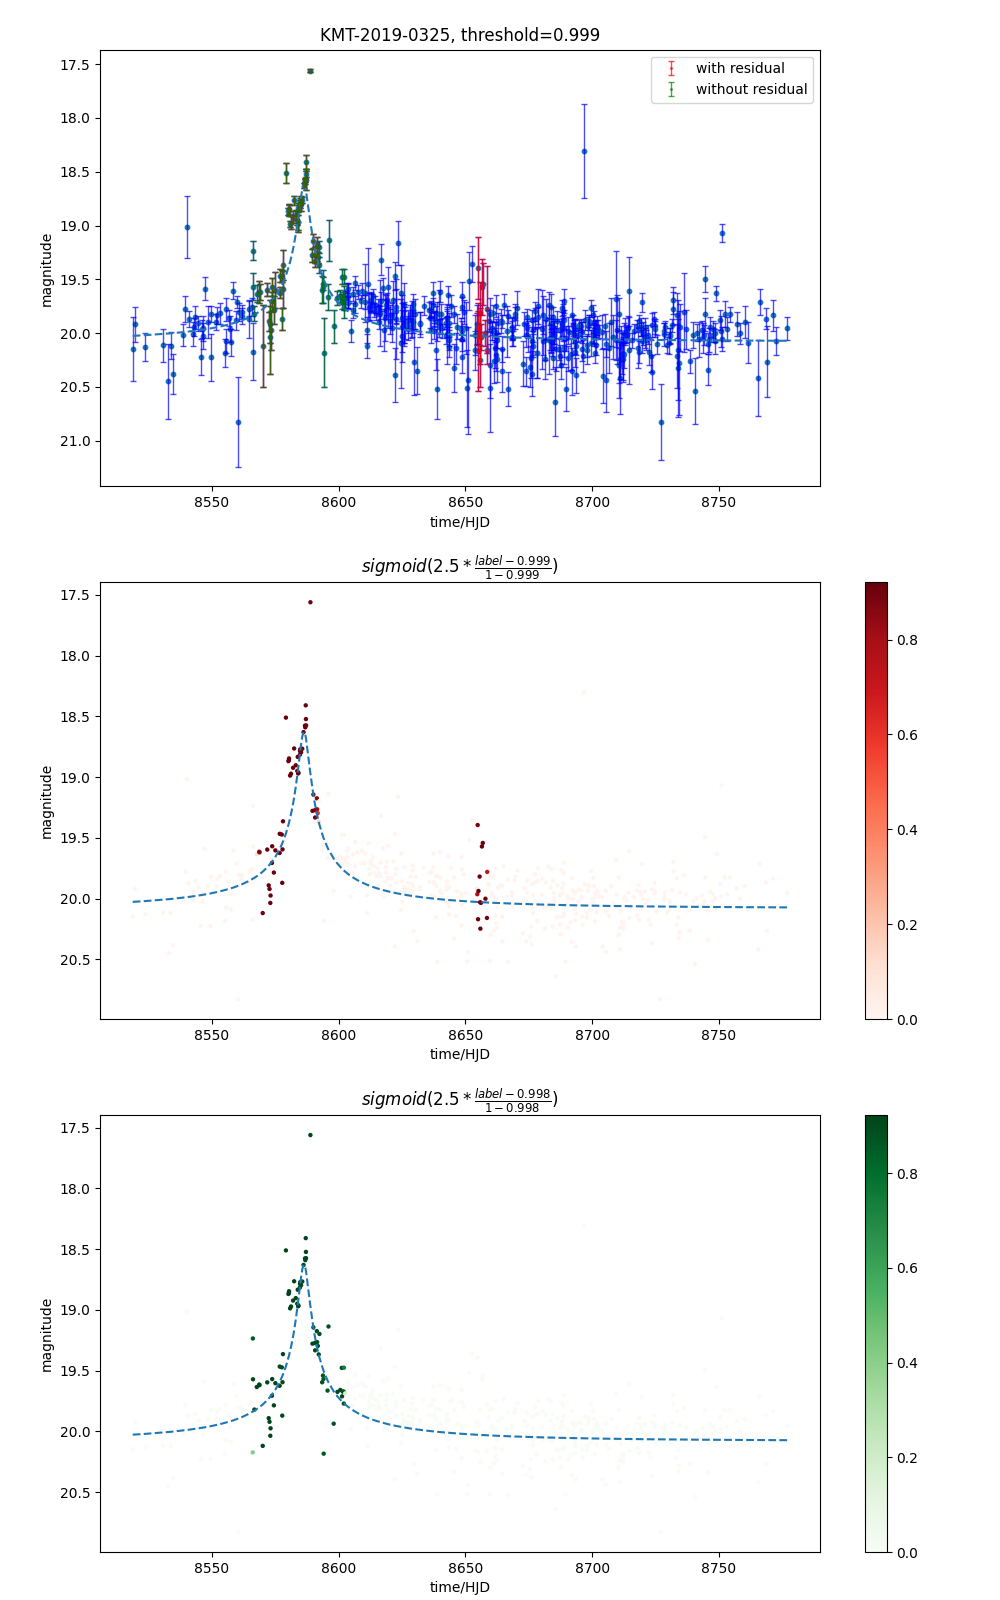 KMT-2019-0325, threshold=0.999
with residual
without residual
17.5
18.0
18.5
19.0
19.5
20.0
20.5
21.0
magnitude
8550 8600 8650 8700 8750
time/HJD
sigmoid(2.5 * \frac{label - 0.999}{1 - 0.999})
17.5
18.0
18.5
19.0
19.5
20.0
20.5
magnitude
8550 8600 8650 8700 8750
time/HJD
0.8
0.6
0.4
0.2
0.0
sigmoid(2.5 * \frac{label - 0.998}{1 - 0.998})
17.5
18.0
18.5
19.0
19.5
20.0
20.5
magnitude
8550 8600 8650 8700 8750
time/HJD
0.8
0.6
0.4
0.2
0.0